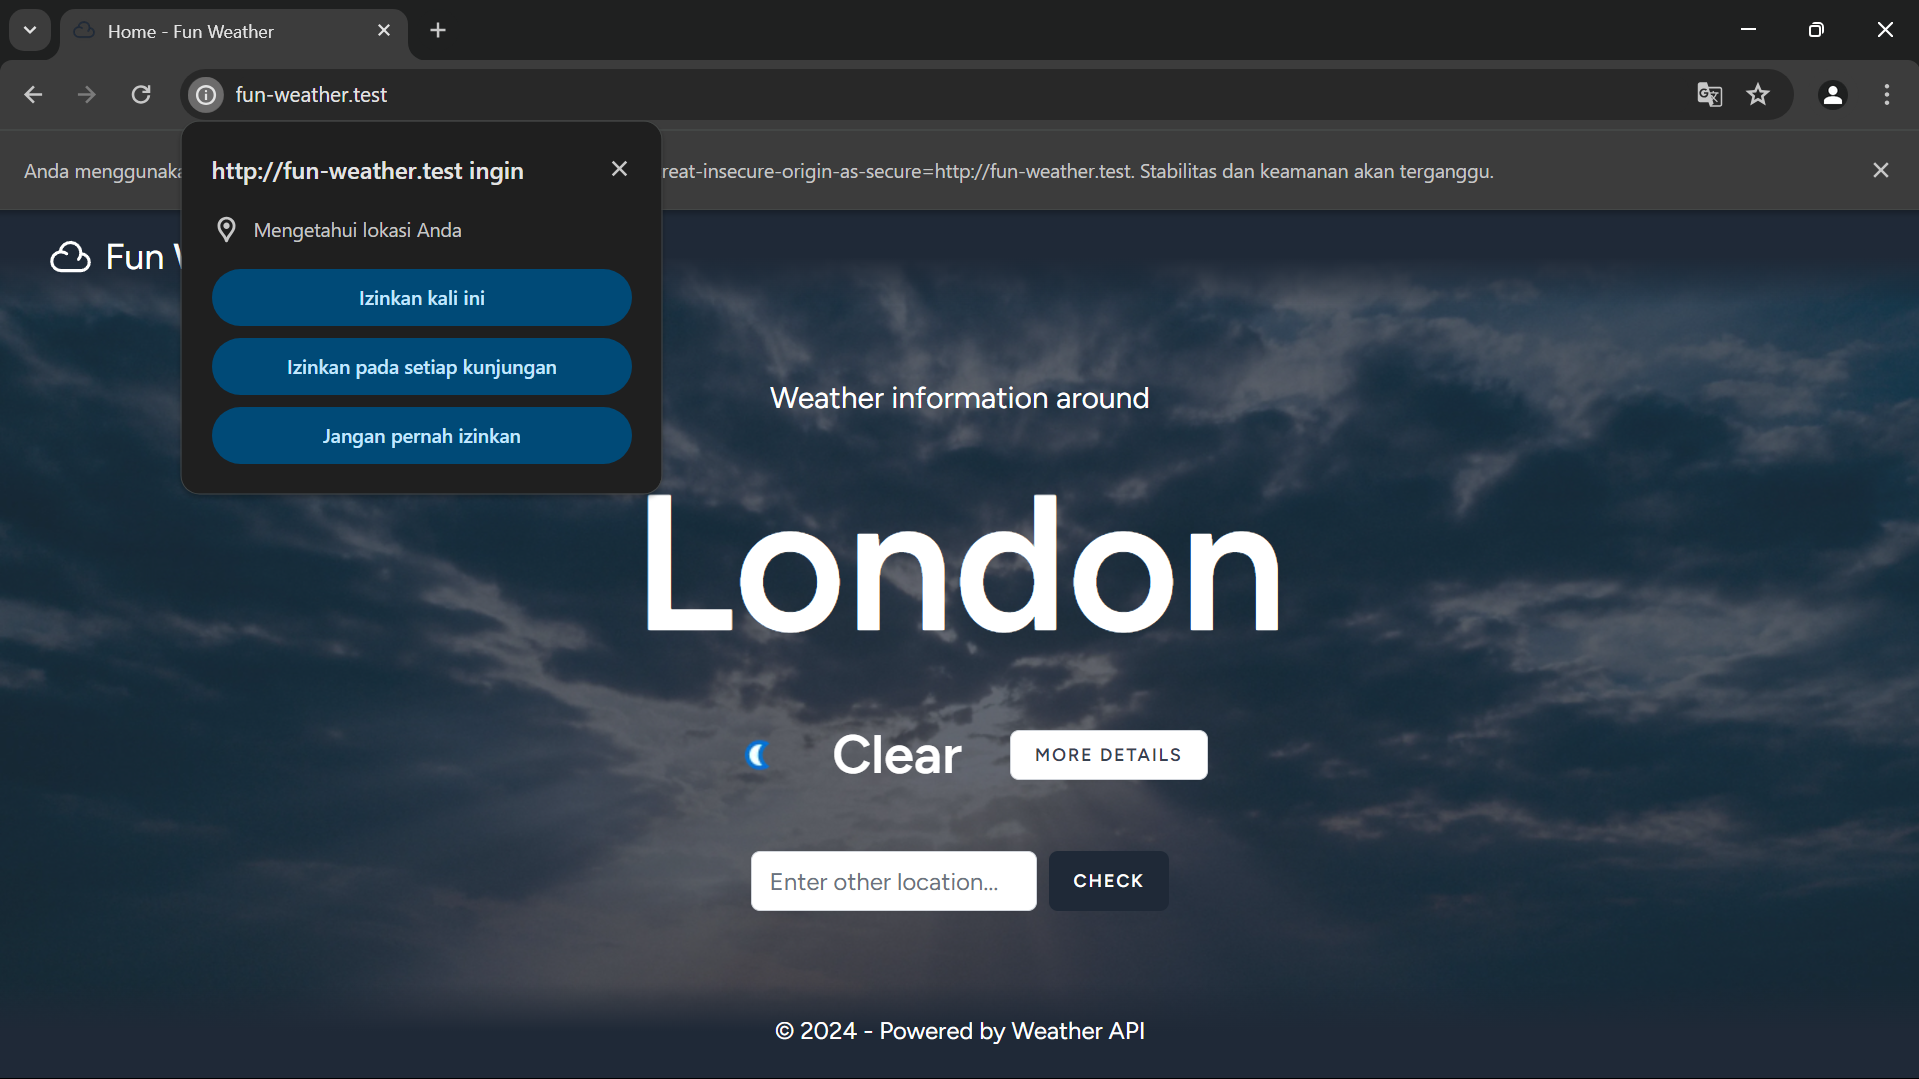 Home - Fun Weather
fun-weather.test
Anda menggunaka
reat-insecure-origin-as-secure=http://fun-weather.test. Stabilitas dan keamanan akan terganggu.
http://fun-weather.test ingin
Mengetahui lokasi Anda
Izinkan kali ini
Izinkan pada setiap kunjungan
Jangan pernah izinkan
Fun
Weather information around
London
Clear
MORE DETAILS
Enter other location...
CHECK
© 2024 - Powered by Weather API